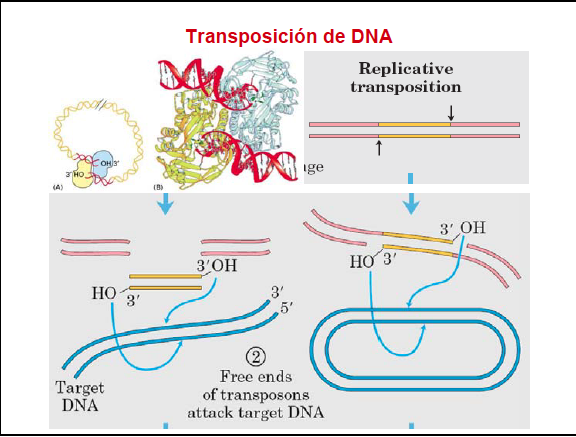 Transposición de DNA
Replicative
transposition
OH 3'
3' HO
(A)
(B)
age
3′OH
HO 3′
3′
5′
Target
DNA
②
Free ends
of transposons
attack target DNA
3′ OH
HO 3′